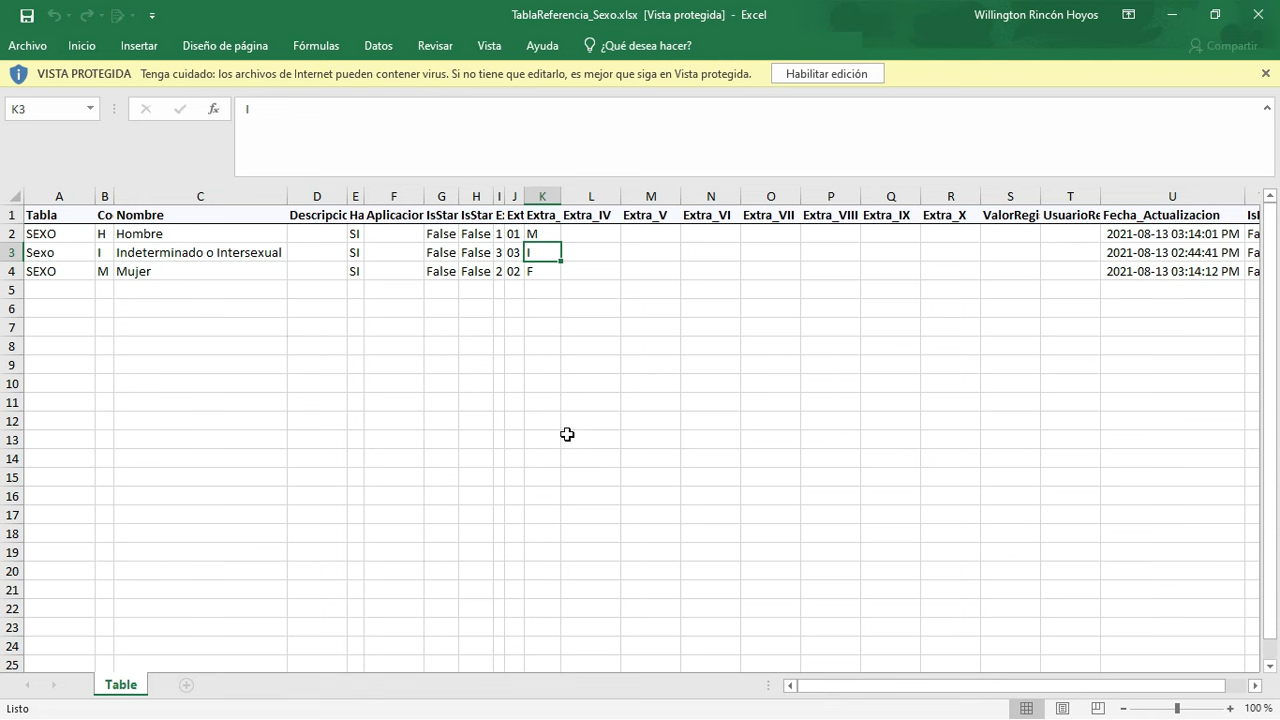 TablaReferencia_Sexo.xlsx [Vista protegida] - Excel
Willington Rincón Hoyos
Archivo Inicio Insertar Diseño de página Fórmulas Datos Revisar Vista Ayuda ¿Qué desea hacer? Compartir
VISTA PROTEGIDA Tenga cuidado: los archivos de Internet pueden contener virus. Si no tiene que editarlo, es mejor que siga en Vista protegida. Habilitar edición
K3 fx I
A B C D E F G H I J K L M N O P Q R S T U
1 Tabla Co Nombre Descripcic Ha Aplicacior IsStar IsStar E: Ext Extra_ Extra_IV Extra_V Extra_VI Extra_VII Extra_VIII Extra_IX Extra_X ValorRegi UsuarioRe Fecha_Actualizacion Is
2 SEXO H Hombre SI False False 1 01 M 2021-08-13 03:14:01 PM Fa
3 Sexo I Indeterminado o Intersexual SI False False 3 03 I 2021-08-13 02:44:41 PM Fa
4 SEXO M Mujer SI False False 2 02 F 2021-08-13 03:14:12 PM Fa
5
6
7
8
9
10
11
12
13
14
15
16
17
18
19
20
21
22
23
24
25
Table
Listo 100 %